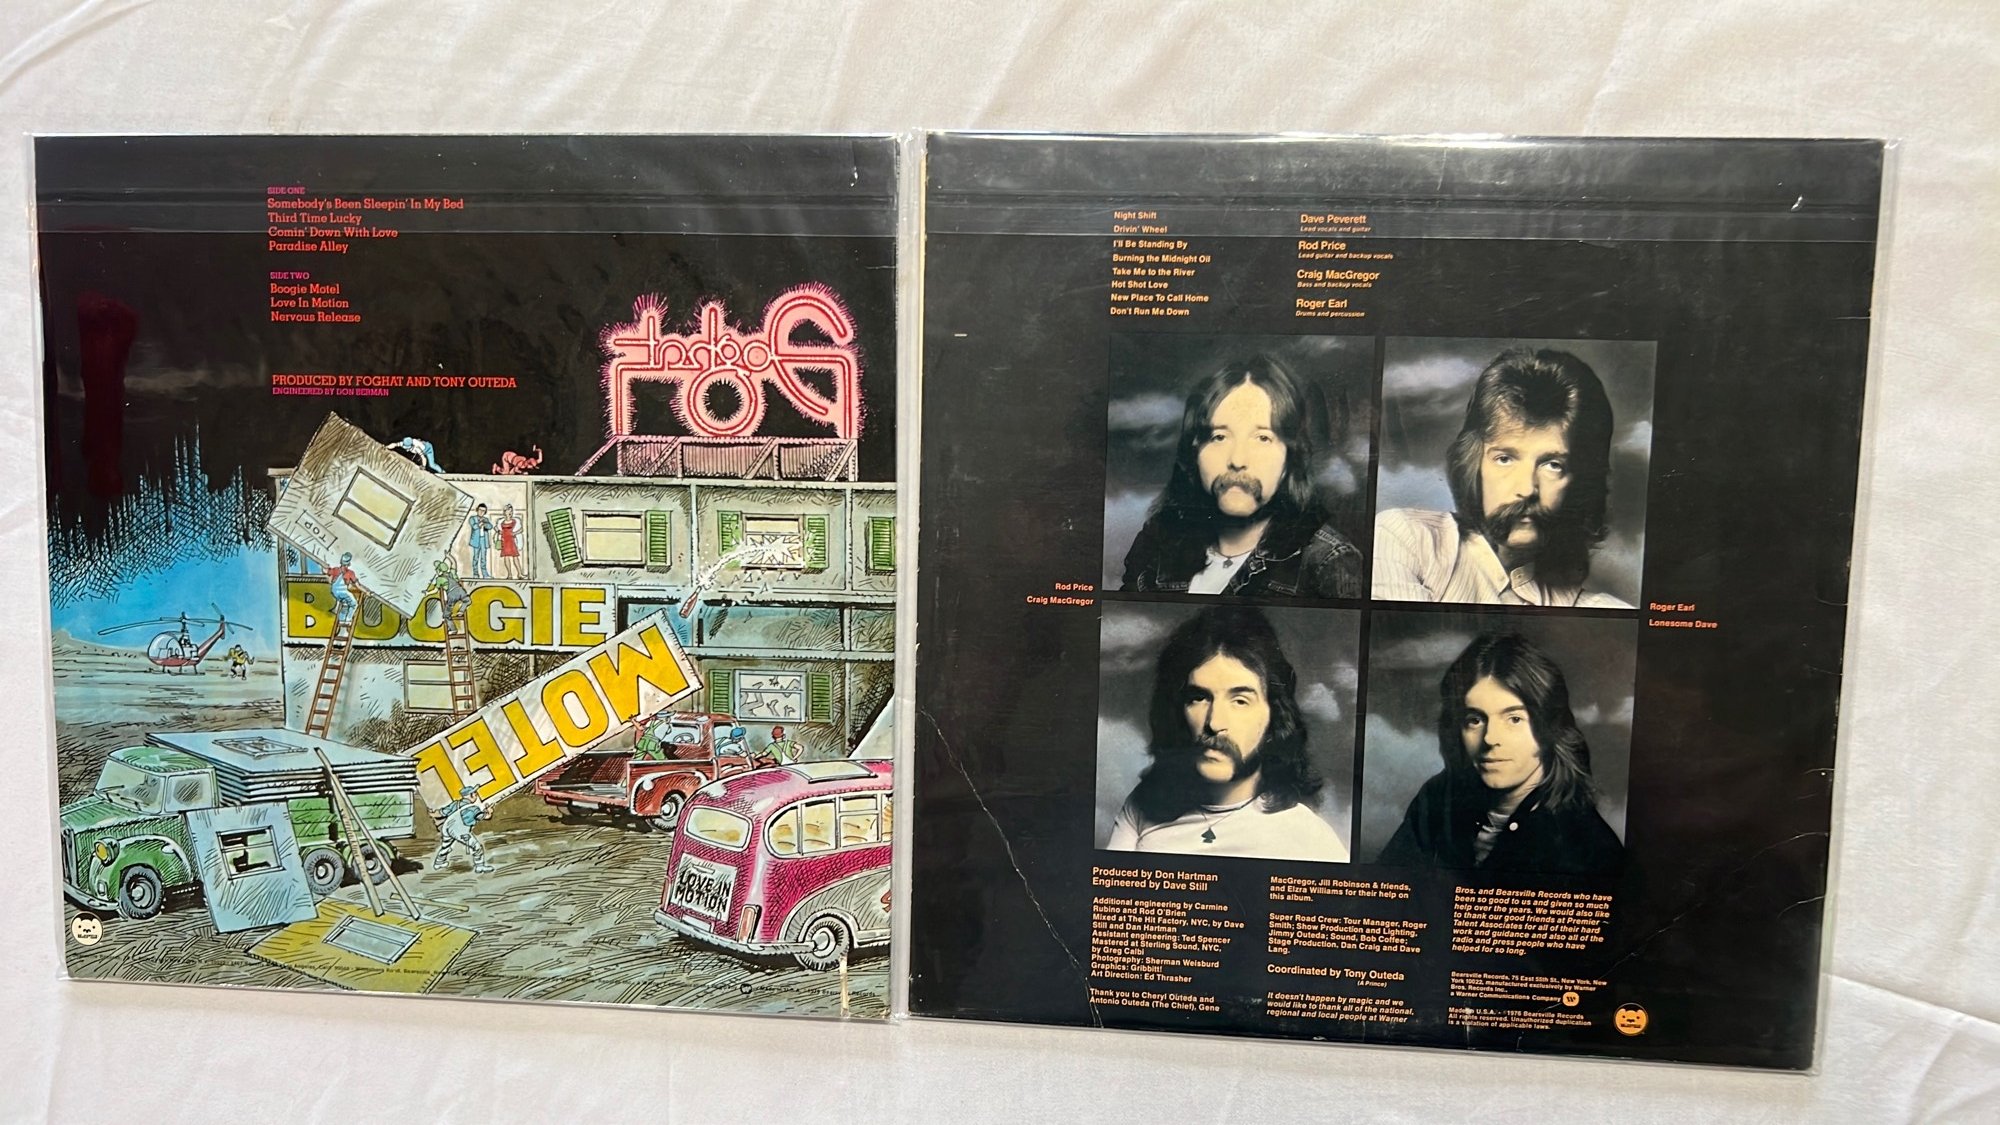 SIDE ONE
Somebody's Been Sleepin' In My Bed
Third Time Lucky
Comin' Down With Love
Paradise Alley
SIDE TWO
Boogie Motel
Love In Motion
Nervous Release
PRODUCED BY FOGHAT AND TONY OUTEDA
ENGINEERED BY DON BERMAN
Foghat
TOP
BOOGIE
MOTEL
LOVE IN
MOTION
Night Shift
Drivin' Wheel
I'll Be Standing By
Burning the Midnight Oil
Take Me to the River
Hot Shot Love
New Place To Call Home
Don't Run Me Down
Dave Peverett
Lead vocals and guitar
Rod Price
Lead guitar and backup vocals
Craig MacGregor
Bass and backup vocals
Roger Earl
Drums and percussion
Rod Price
Craig MacGregor
Roger Earl
Lonesome Dave
Produced by Don Hartman
Engineered by Dave Still
Additional engineering by Carmine
Rubino and Rod O'Brien
Mixed at The Hit Factory, NYC, by Dave
Still and Dan Hartman
Assistant engineering: Ted Spencer
Mastered at Sterling Sound, NYC,
by Greg Calbi
Photography: Sherman Weisburd
Graphics: Gribbitt!
Art Direction: Ed Thrasher
Thank you to Cheryl Outeda and
Antonio Outeda (The Chief), Gene
MacGregor, Jill Robinson & friends,
and Elzra Williams for their help on
this album.
Super Road Crew: Tour Manager, Roger
Smith; Show Production and Lighting,
Jimmy Outeda; Sound, Bob Coffee;
Stage Production, Dan Craig and Dave
Lang.
Coordinated by Tony Outeda
(A Prince)
It doesn't happen by magic and we
would like to thank all of the national,
regional and local people at Warner
Bros. and Bearsville Records who have
been so good to us and given so much
help over the years. We would also like
to thank our good friends at Premier –
Talent Associates for all of their hard
work and guidance and also all of the
radio and press people who have
helped for so long.
Bearsville Records, 75 East 55th St., New York, New
York 10022, manufactured exclusively by Warner
Bros. Records Inc.,
a Warner Communications Company
Made in U.S.A. - ©1976 Bearsville Records
All rights reserved. Unauthorized duplication
is a violation of applicable laws.